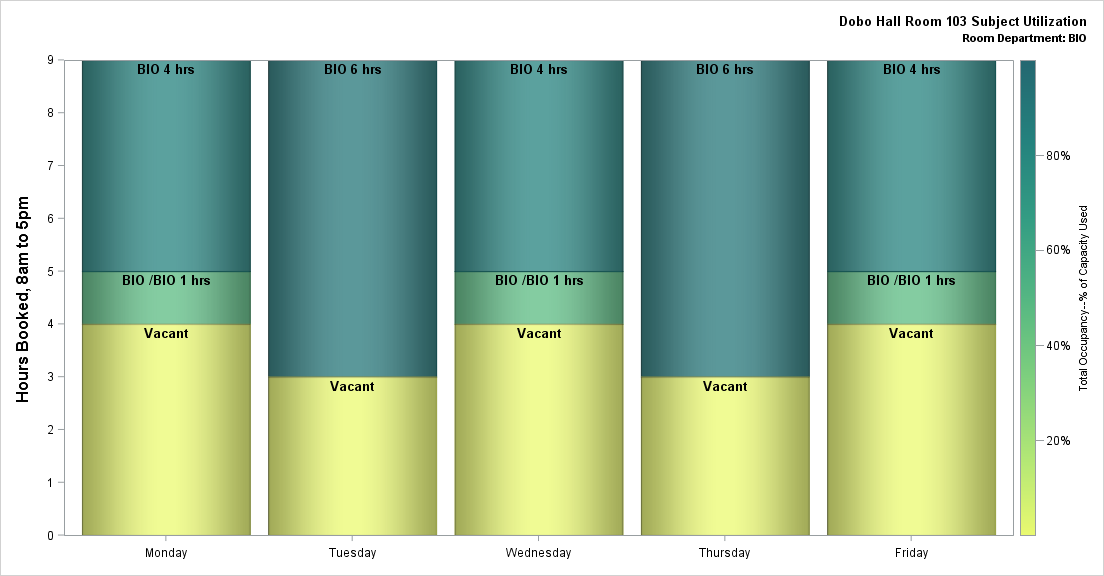 Dobo Hall Room 103 Subject Utilization
Room Department: BIO
Hours Booked, 8am to 5pm
9
8
7
6
5
4
3
2
1
0
BIO 4 hrs
BIO /BIO 1 hrs
Vacant
BIO 6 hrs
Vacant
BIO 4 hrs
BIO /BIO 1 hrs
Vacant
BIO 6 hrs
Vacant
BIO 4 hrs
BIO /BIO 1 hrs
Vacant
Monday
Tuesday
Wednesday
Thursday
Friday
80%
60%
40%
20%
Total Occupancy--% of Capacity Used